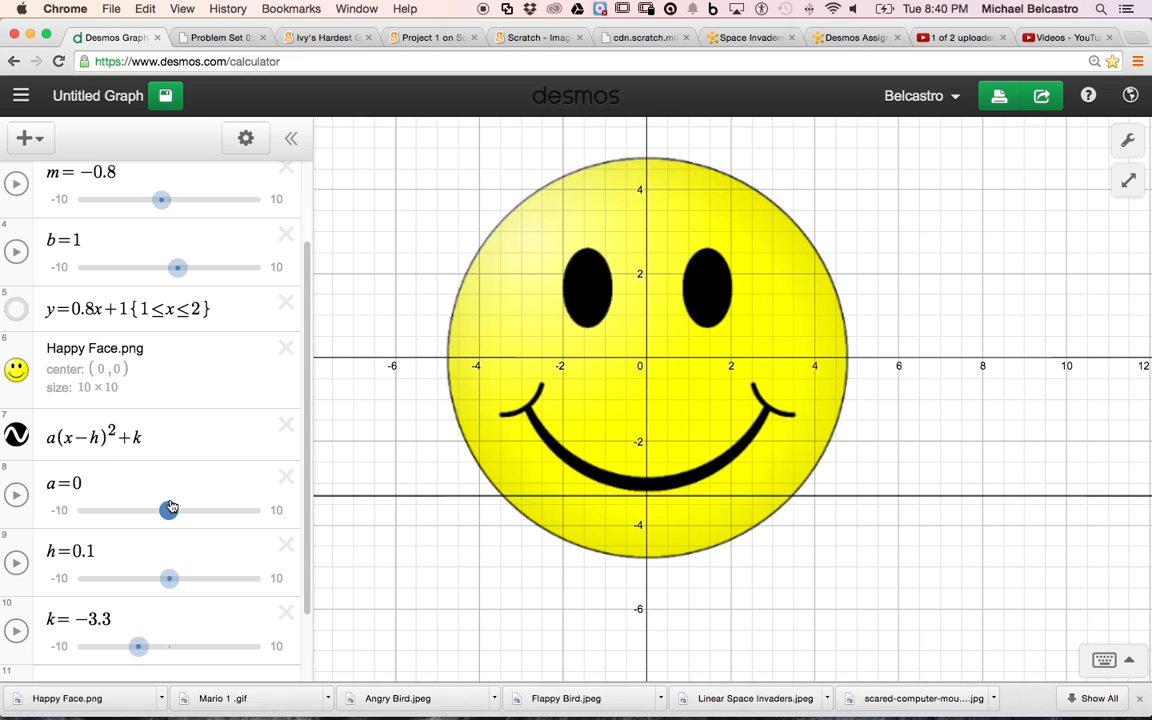 Chrome File Edit View History Bookmarks Window Help Tue 8:40 PM Michael Belcastro
Desmos Graph Problem Set 0: Ivy's Hardest G Project 1 on Sc Scratch - Imag cdn.scratch.mi Space Invaders Desmos Assig 1 of 2 uploade Videos - YouTu
https://www.desmos.com/calculator
Untitled Graph desmos Belcastro
m = −0.8
-10 10
4
b=1
-10 10
5
y=0.8x+1{1≤x≤2}
6
Happy Face.png
center: (0,0)
size: 10×10
7
a(x−h)²+k
8
a=0
-10 10
9
h=0.1
-10 10
10
k= −3.3
-10 10
11
4
2
-6 -4 -2 0 2 4 6 8 10 12
-2
-4
-6
Happy Face.png Mario 1 .gif Angry Bird.jpeg Flappy Bird.jpeg Linear Space Invaders.jpeg scared-computer-mou....jpg Show All